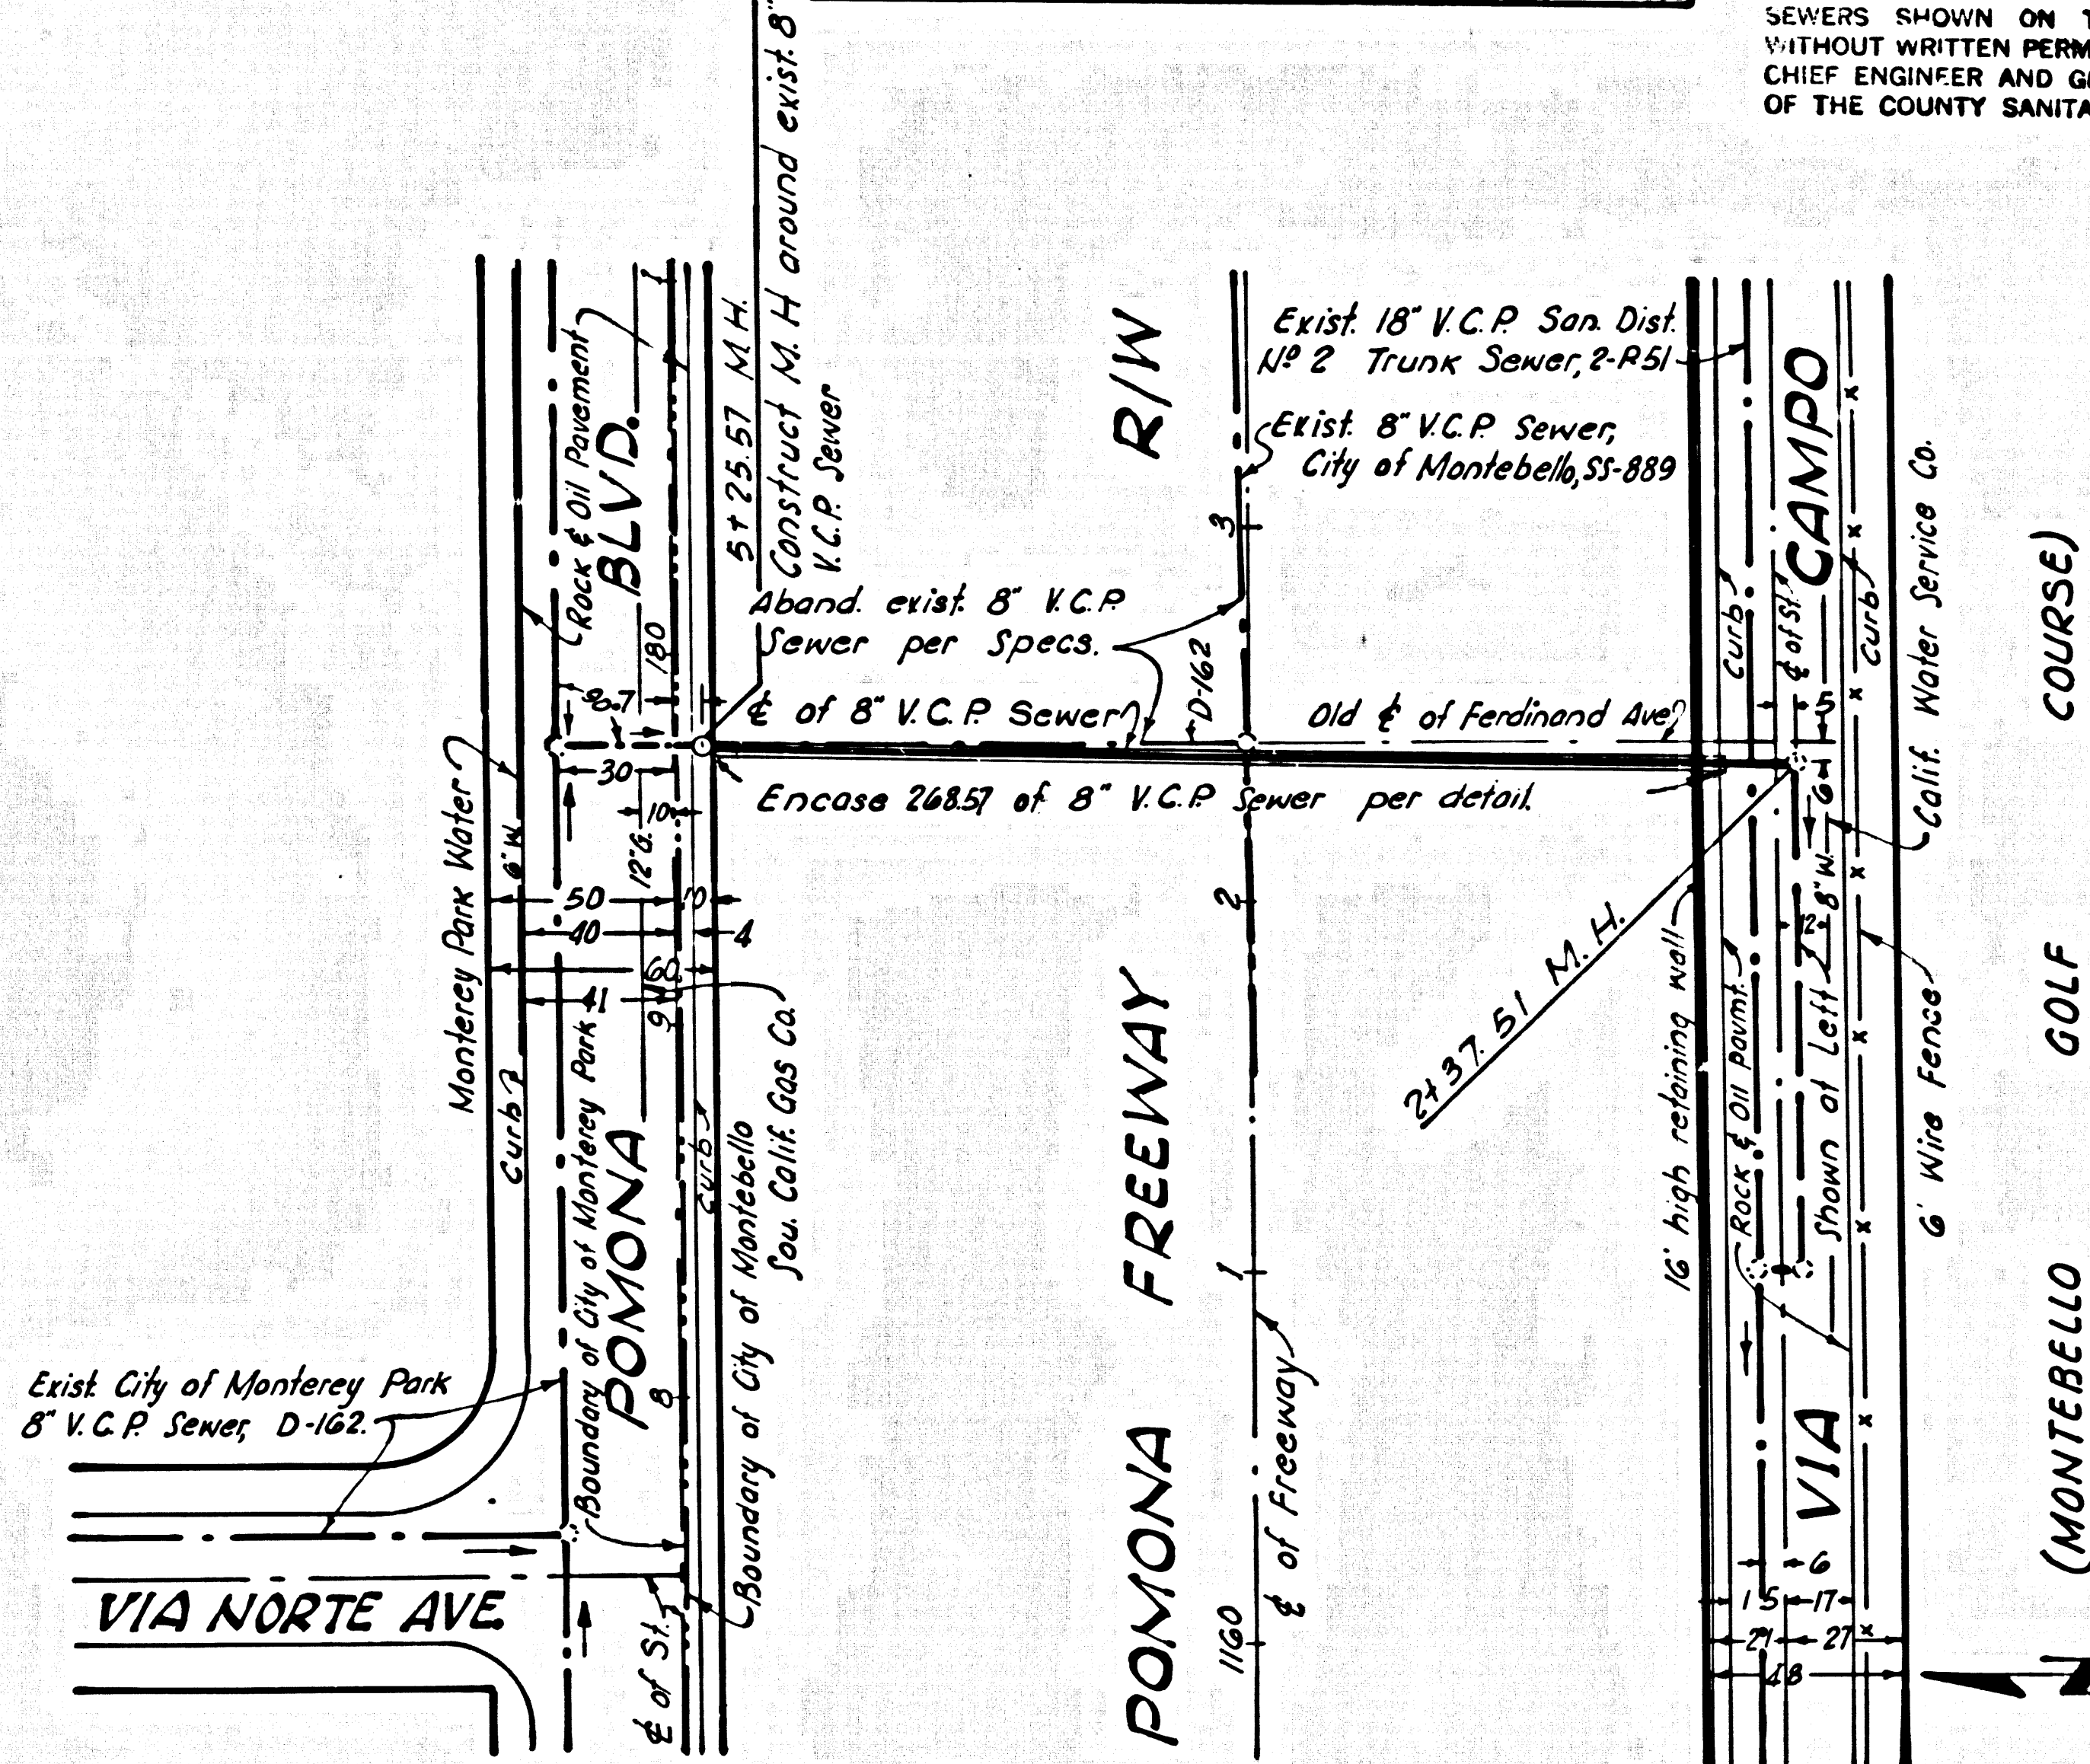 SEWERS SHOWN ON
WITHOUT WRITTEN
CHIEF ENGINEER AND
OF THE COUNTY
5+25.57 M.H.
Construct M.H around exist. 8"
V.C.P. Sewer
Rock & Oil Pavement
BLVD.
180
Aband. exist. 8" V.C.P.
Sewer per Specs.
D-162
R/W
Exist. 18" V.C.P. San. Dist.
Nº 2 Trunk Sewer, 2-R51
Exist. 8" V.C.P. Sewer,
City of Montebello, SS-889
3
CAMPO
Curb
℄ of St.
Curb
Calif. Water Service Co.
COURSE)
8.7
℄ of 8" V.C.P. Sewer
Old ℄ of Ferdinand Ave.
5
30
Encase 268.57 of 8" V.C.P. Sewer per detail.
6
10
Monterey Park Water
6" W.
12" G.
50
10
40
4
60
41
9
2
2+37.51 M.H.
16' high retaining wall
Rock & Oil Pavmt.
12
8" W.
Shown at Left
6' Wire Fence
GOLF
Curb
Boundary of City of Monterey Park
POMONA
Curb
Boundary of City of Montebello
Sou. Calif. Gas Co.
FREEWAY
1
℄ of Freeway
Exist. City of Monterey Park
8" V.C.P. Sewer, D-162.
8
POMONA
1160
VIA
(MONTEBELLO
VIA NORTE AVE.
℄ of St.
6
15
17
21
27
48